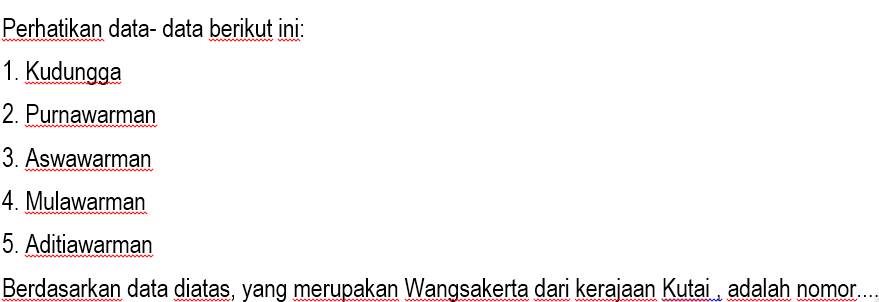 Perhatikan data- data berikut ini:
1. Kudungga
2. Purnawarman
3. Aswawarman
4. Mulawarman
5. Aditiawarman
Berdasarkan data diatas, yang merupakan Wangsakerta dari kerajaan Kutai , adalah nomor....